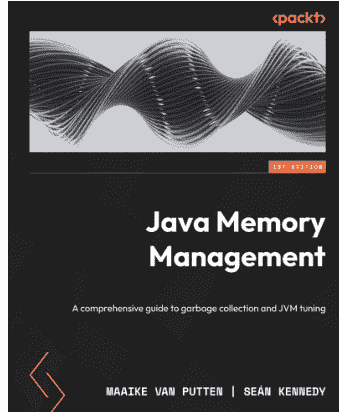 <packt>
1ST EDITION
Java Memory
Management
A comprehensive guide to garbage collection and JVM tuning
MAAIKE VAN PUTTEN | SEÁN KENNEDY